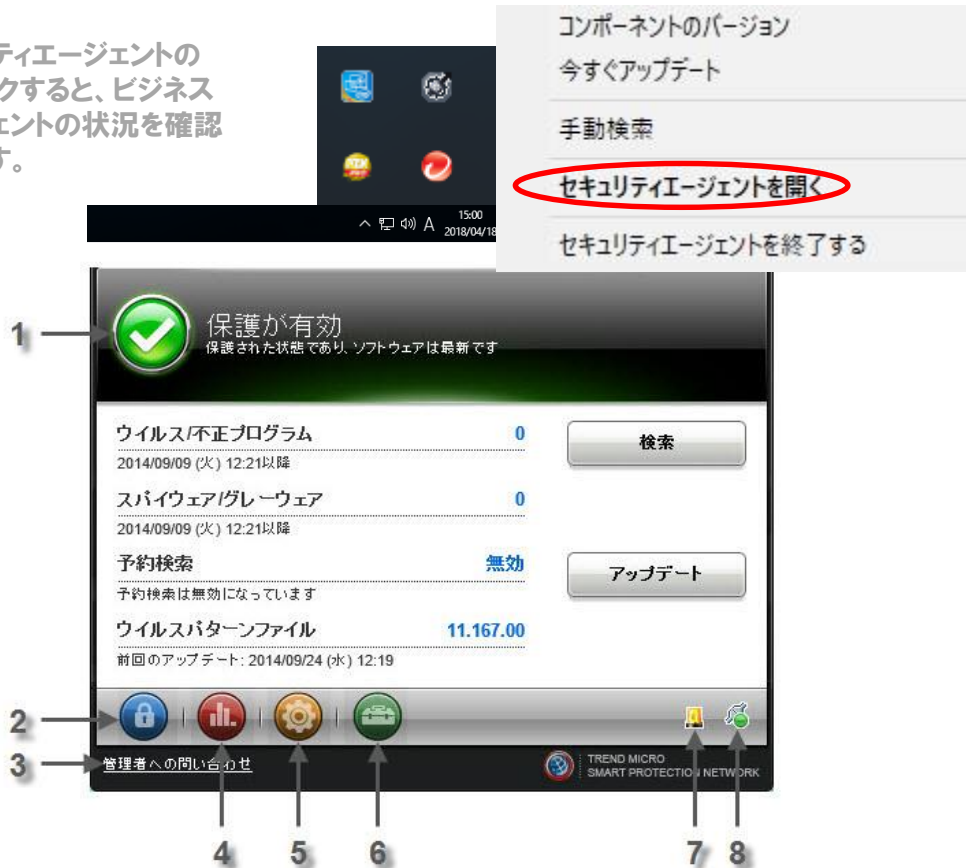 ティエージェントの
クすると、ビジネス
ェントの状況を確認
す。
コンポーネントのバージョン
今すぐアップデート
手動検索
セキュリティエージェントを開く
セキュリティエージェントを終了する
A
15:00
2018/04/18
1
保護が有効
保護された状態であり、ソフトウェアは最新です
ウイルス/不正プログラム 0
2014/09/09 (火) 12:21以降
検索
スパイウェア/グレーウェア 0
2014/09/09 (火) 12:21以降
予約検索 無効
予約検索は無効になっています
アップデート
ウイルスパターンファイル 11.167.00
前回のアップデート: 2014/09/24 (水) 12:19
2
3
管理者への問い合わせ
TREND MICRO
SMART PROTECTION NETWORK
4 5 6 7 8